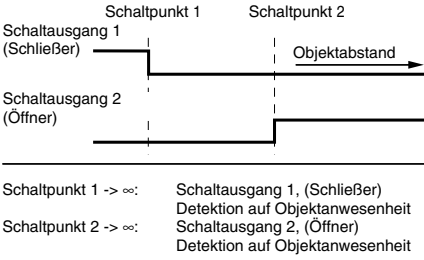 Schaltpunkt 1 Schaltpunkt 2
Schaltausgang 1
(Schließer)
Objektabstand
Schaltausgang 2
(Öffner)
Schaltpunkt 1 -> ∞: Schaltausgang 1, (Schließer)
Detektion auf Objektanwesenheit
Schaltpunkt 2 -> ∞: Schaltausgang 2, (Öffner)
Detektion auf Objektanwesenheit